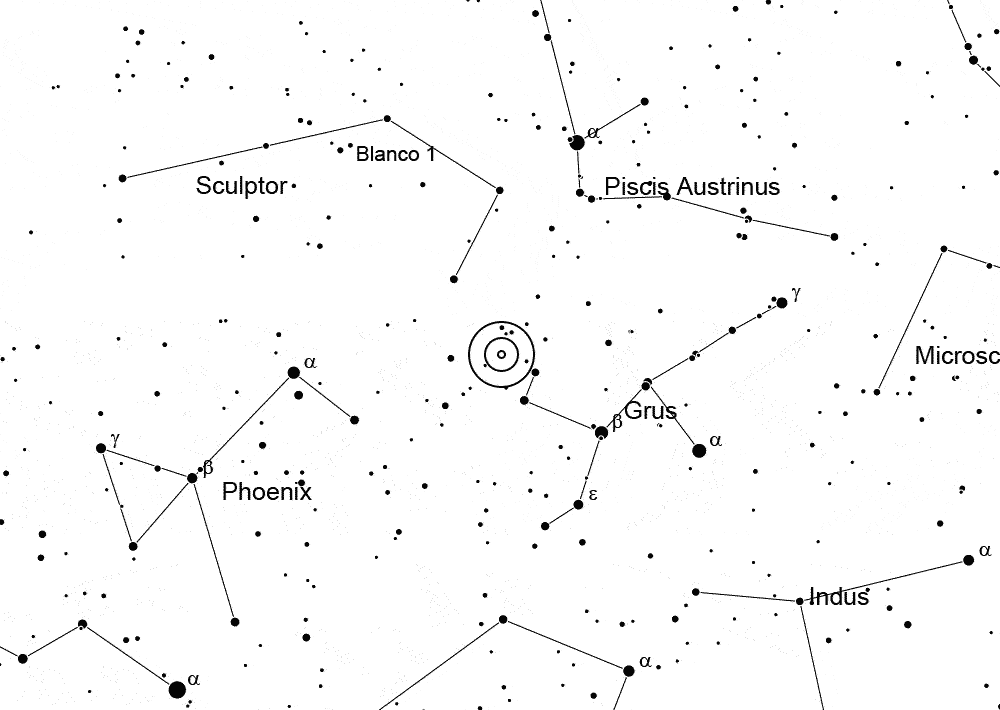 α
Blanco 1
Sculptor
Piscis Austrinus
γ
Microsc
α
Grus
β
α
γ
β
Phoenix
ε
α
Indus
α
α